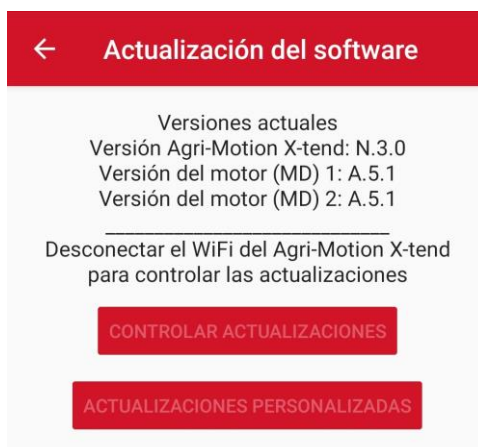 Actualización del software
Versiones actuales
Versión Agri-Motion X-tend: N.3.0
Versión del motor (MD) 1: A.5.1
Versión del motor (MD) 2: A.5.1
Desconectar el WiFi del Agri-Motion X-tend
para controlar las actualizaciones
CONTROLAR ACTUALIZACIONES
ACTUALIZACIONES PERSONALIZADAS